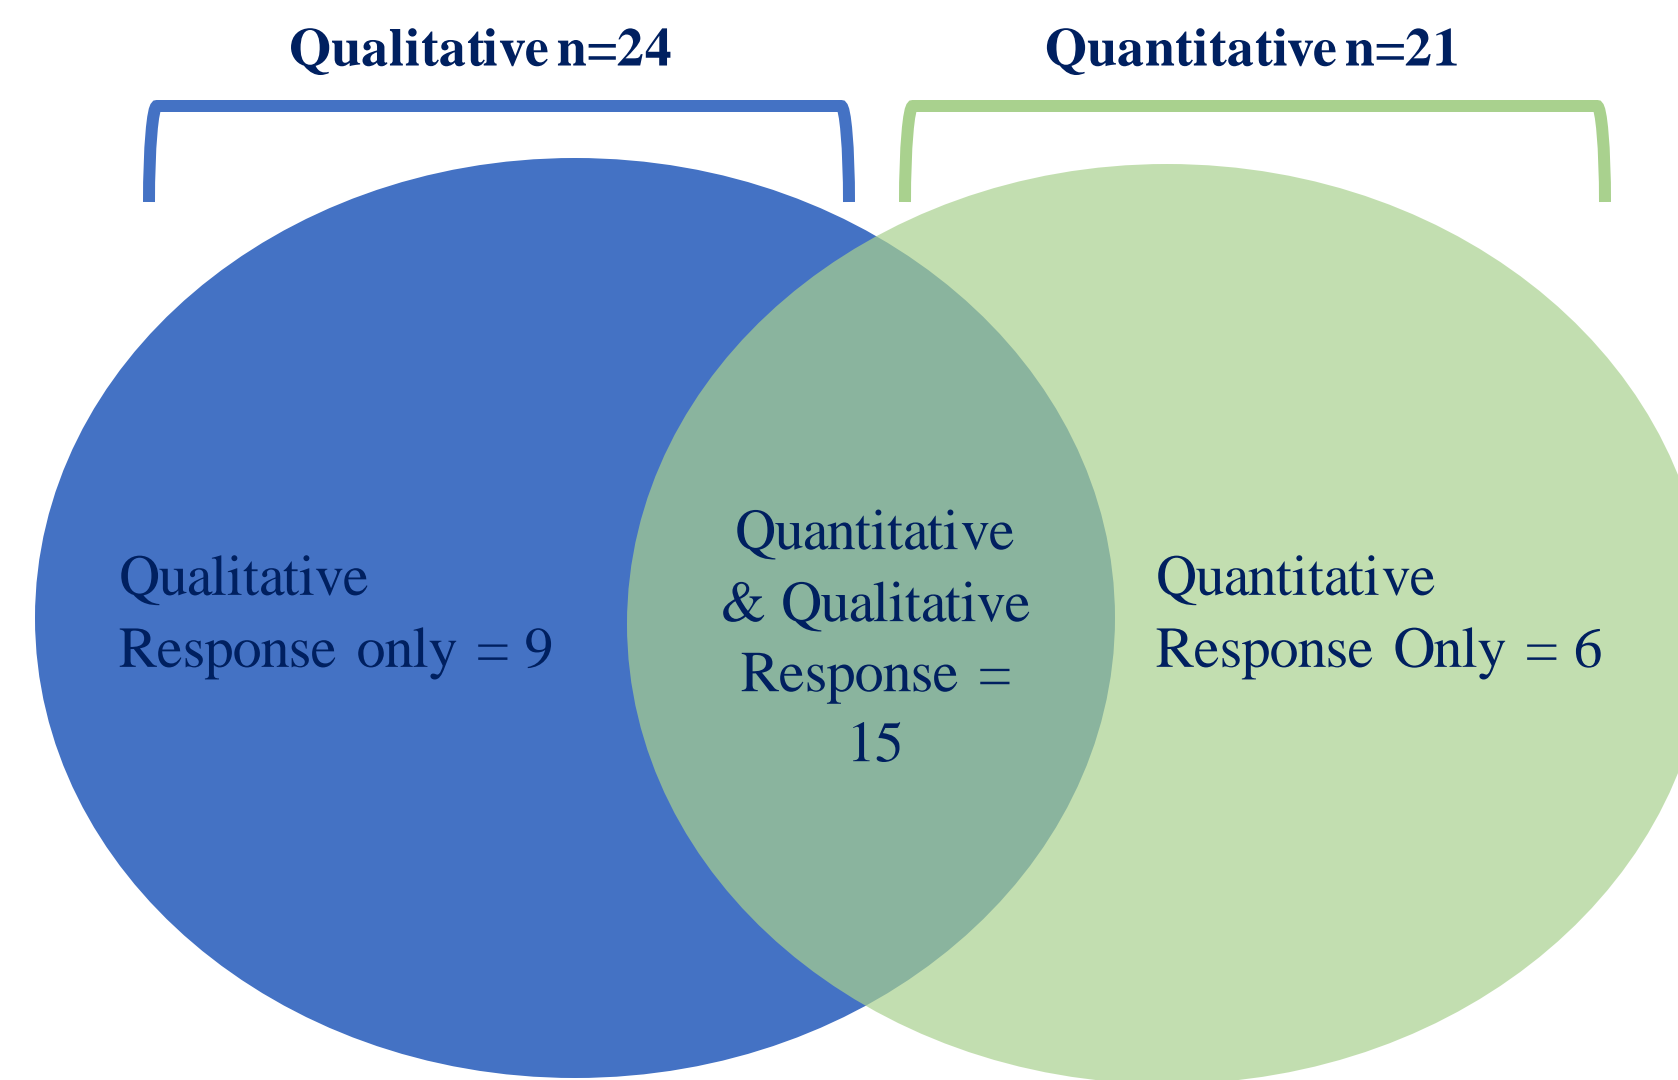 Qualitative n=24
Quantitative n=21
Qualitative
Response only = 9
Quantitative
& Qualitative
Response =
15
Quantitative
Response Only = 6